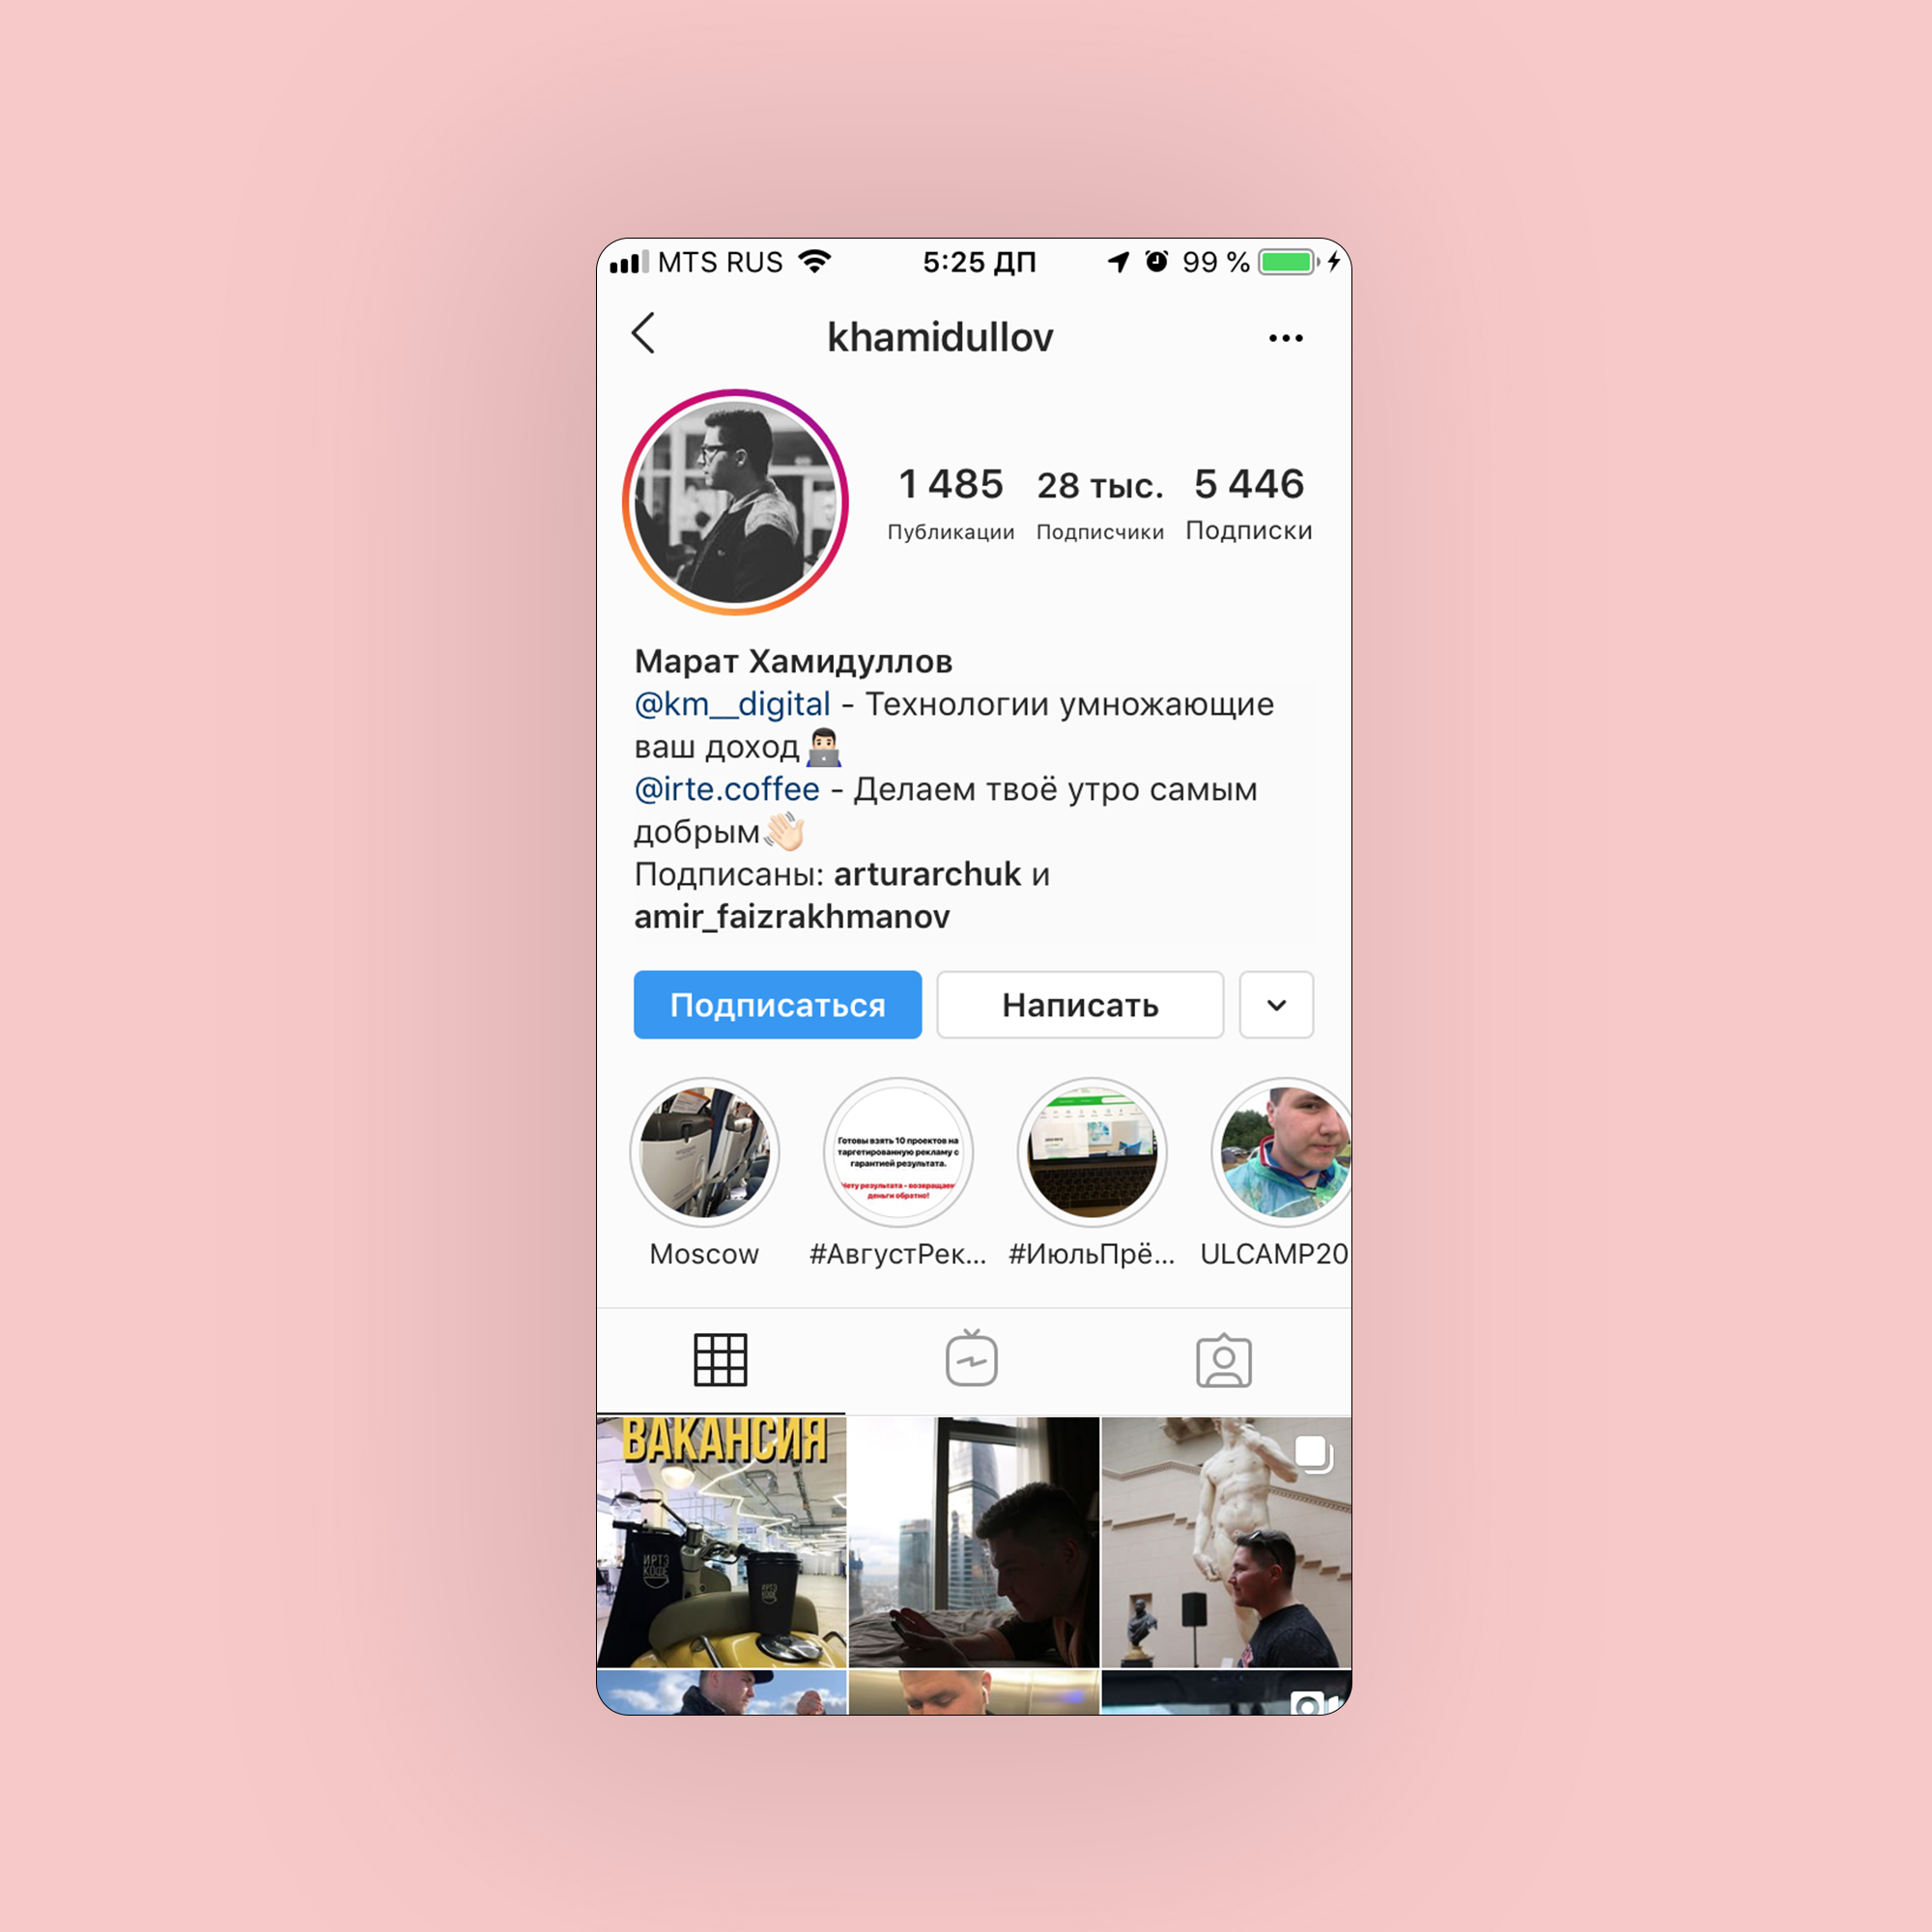 MTS RUS 5:25 ДП 99 %
khamidullov
1 485 28 тыс. 5 446
Публикации Подписчики Подписки
Марат Хамидуллов
@km__digital - Технологии умножающие
ваш доход
@irte.coffee - Делаем твоё утро самым
добрым
Подписаны: arturarchuk и
amir_faizrakhmanov
Подписаться Написать
Готовы взять 10 проектов на
таргетированную рекламу с
гарантией результата.
Нету результата - возвращаем
деньги обратно!
Moscow #АвгустРек... #ИюльПрё... ULCAMP20
ВАКАНСИЯ
ИРТЭ
КОФЕ
ИРТЭ
КОФЕ